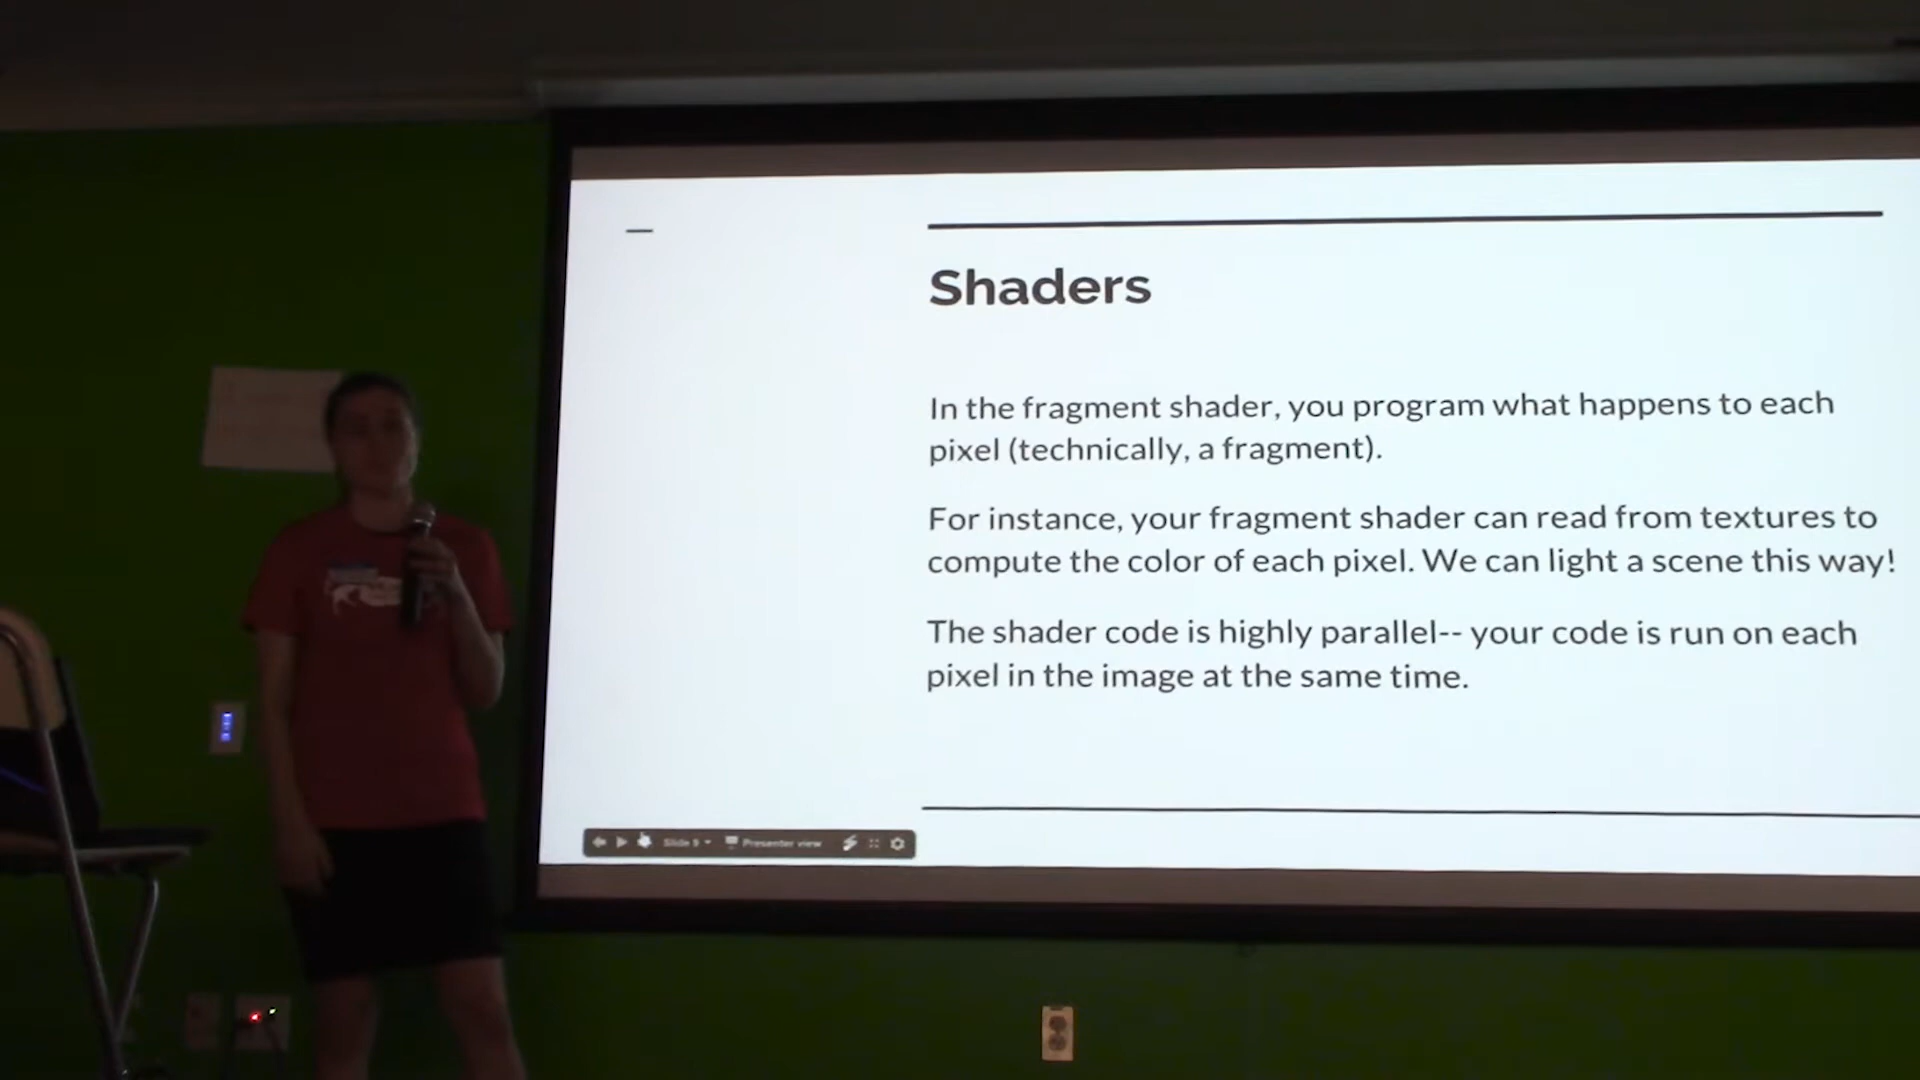 Shaders
In the fragment shader, you program what happens to each
pixel (technically, a fragment).
For instance, your fragment shader can read from textures to
compute the color of each pixel. We can light a scene this way!
The shader code is highly parallel-- your code is run on each
pixel in the image at the same time.
Slide 9 Presenter view